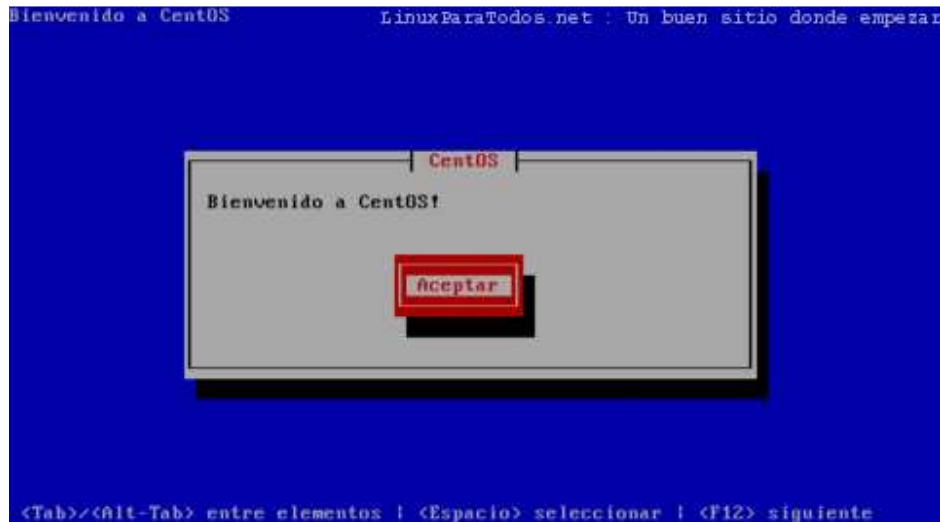 Bienvenido a CentOS LinuxParaTodos.net : Un buen sitio donde empezar
CentOS
Bienvenido a CentOS!
Aceptar
<Tab>/<Alt-Tab> entre elementos | <Espacio> seleccionar | <F12> siguiente